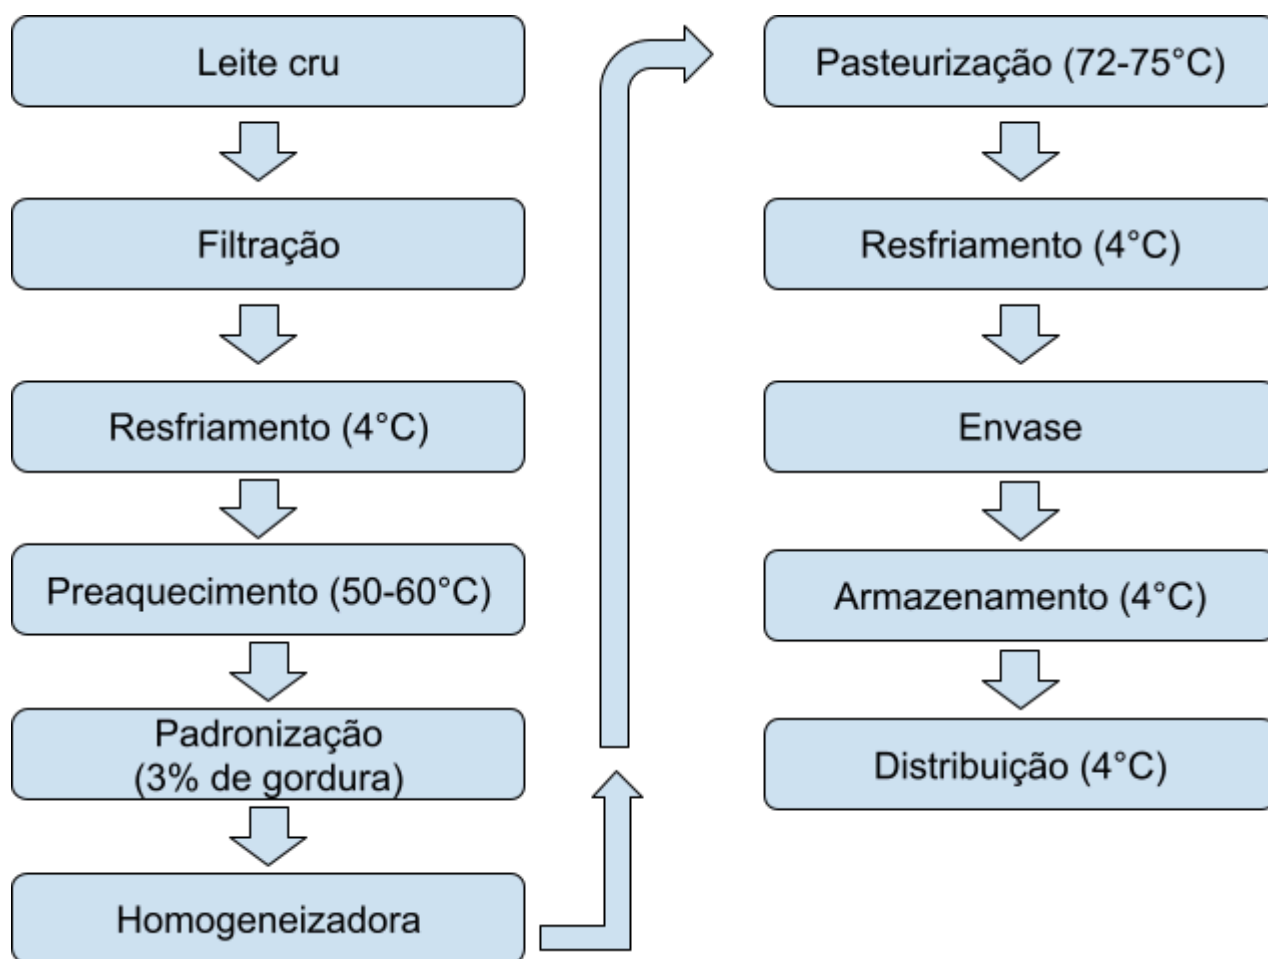 Leite cru
Filtração
Resfriamento (4°C)
Preaquecimento (50-60°C)
Padronização
(3% de gordura)
Homogeneizadora
Pasteurização (72-75°C)
Resfriamento (4°C)
Envase
Armazenamento (4°C)
Distribuição (4°C)